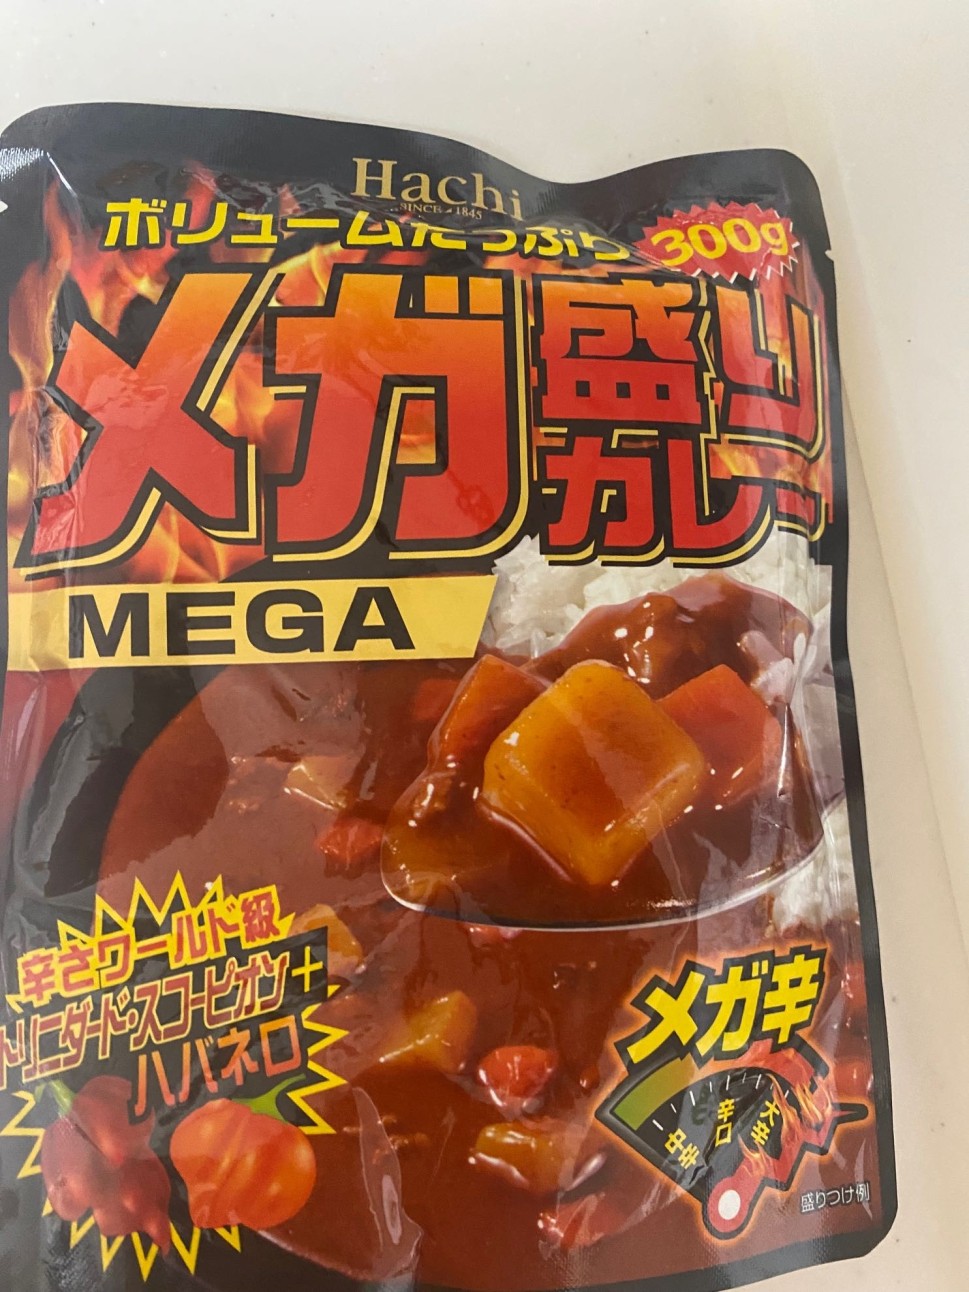 Hachi
SINCE 1845
ボリュームたっぷり
300g
メガ盛り
カレー
MEGA
辛さワールド級
トリニダード・スコーピオン+
ハバネロ
メガ辛
中辛
辛口
大辛
盛りつけ例